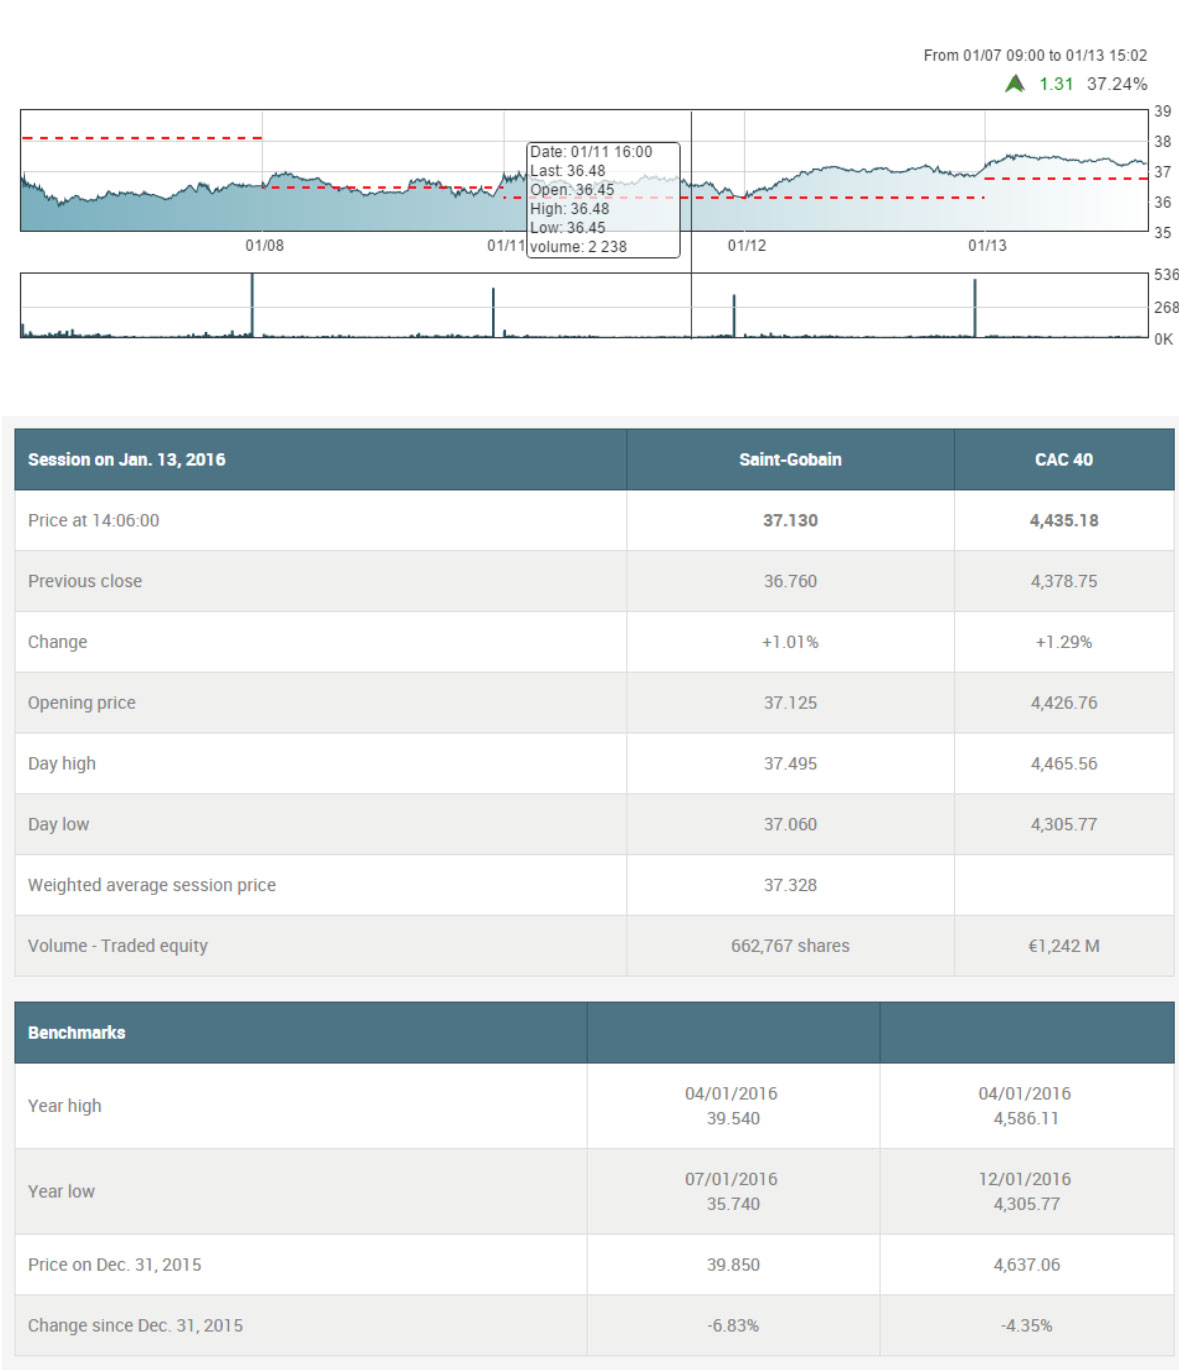 From 01/07 09:00 to 01/13 15:02
1.31 37.24%
39
38
37
36
35
Date: 01/11 16:00
Last: 36.48
Open: 36.45
High: 36.48
Low: 36.45
volume: 2 238
01/08
01/11
01/12
01/13
536
268
0K
Session on Jan. 13, 2016 Saint-Gobain CAC 40
Price at 14:06:00 37.130 4,435.18
Previous close 36.760 4,378.75
Change +1.01% +1.29%
Opening price 37.125 4,426.76
Day high 37.495 4,465.56
Day low 37.060 4,305.77
Weighted average session price 37.328
Volume - Traded equity 662,767 shares €1,242 M
Benchmarks
Year high
04/01/2016 04/01/2016
39.540 4,586.11
Year low
07/01/2016 12/01/2016
35.740 4,305.77
Price on Dec. 31, 2015 39.850 4,637.06
Change since Dec. 31, 2015 -6.83% -4.35%